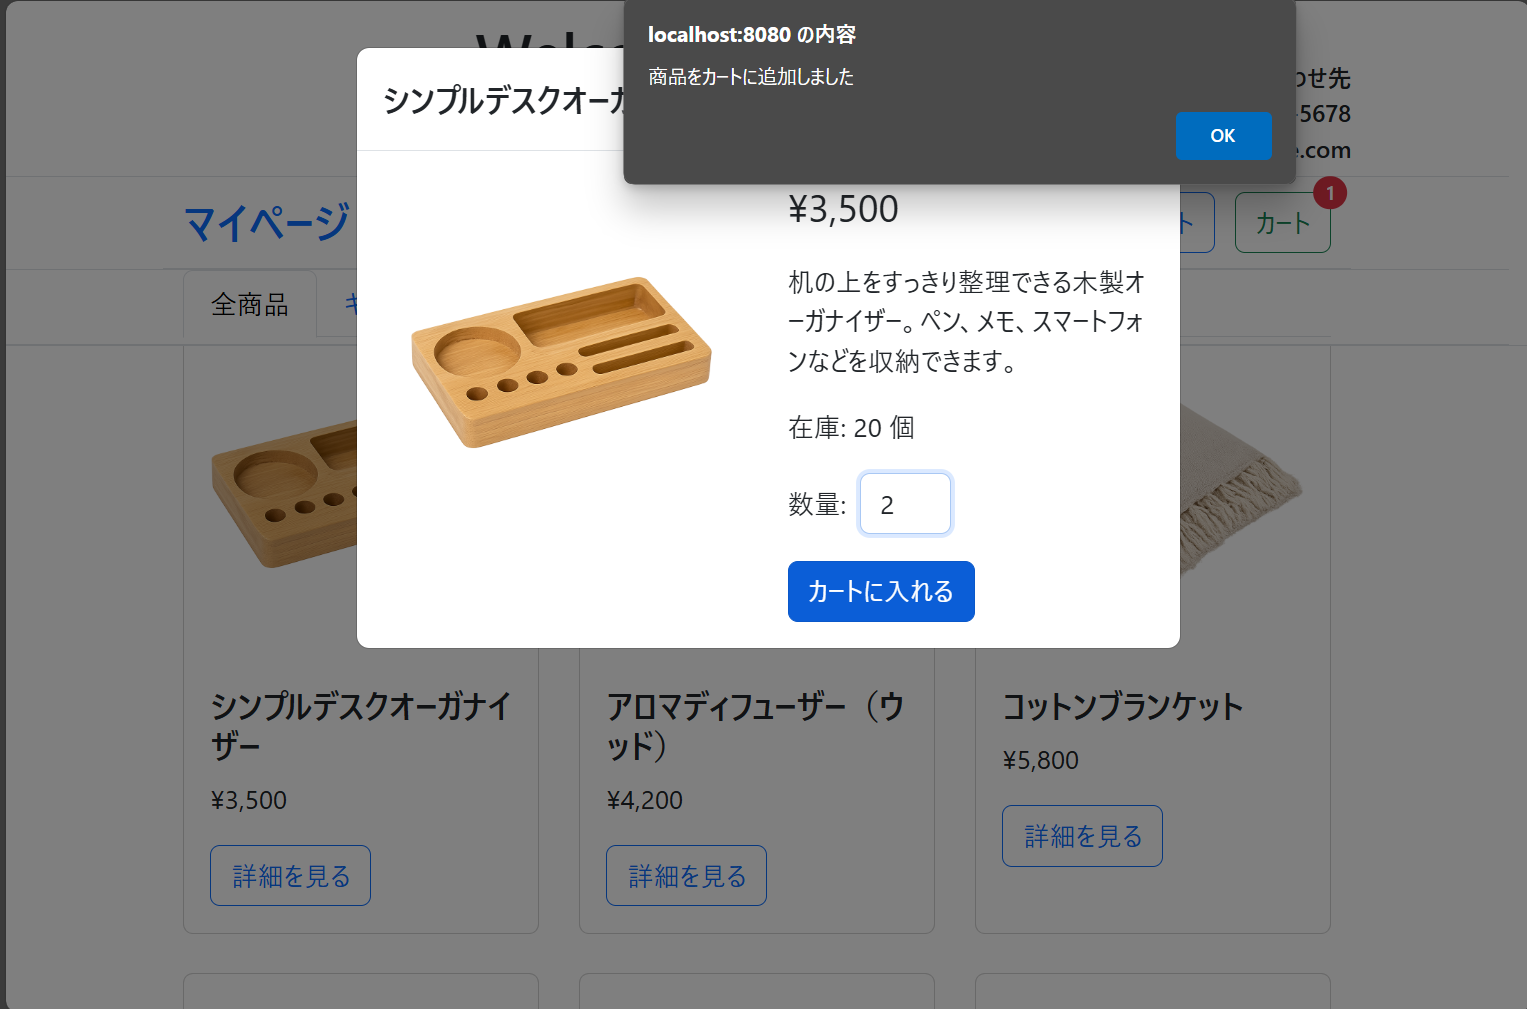 localhost:8080 の内容
商品をカートに追加しました
OK
5678
.com
マイページ
カート
1
全商品
シンプルデスクオーガ
¥3,500
机の上をすっきり整理できる木製オ
ーガナイザー。ペン、メモ、スマートフォ
ンなどを収納できます。
在庫: 20 個
数量: 2
カートに入れる
シンプルデスクオーガナイ
ザー
¥3,500
詳細を見る
アロマディフューザー（ウ
ッド）
¥4,200
詳細を見る
コットンブランケット
¥5,800
詳細を見る